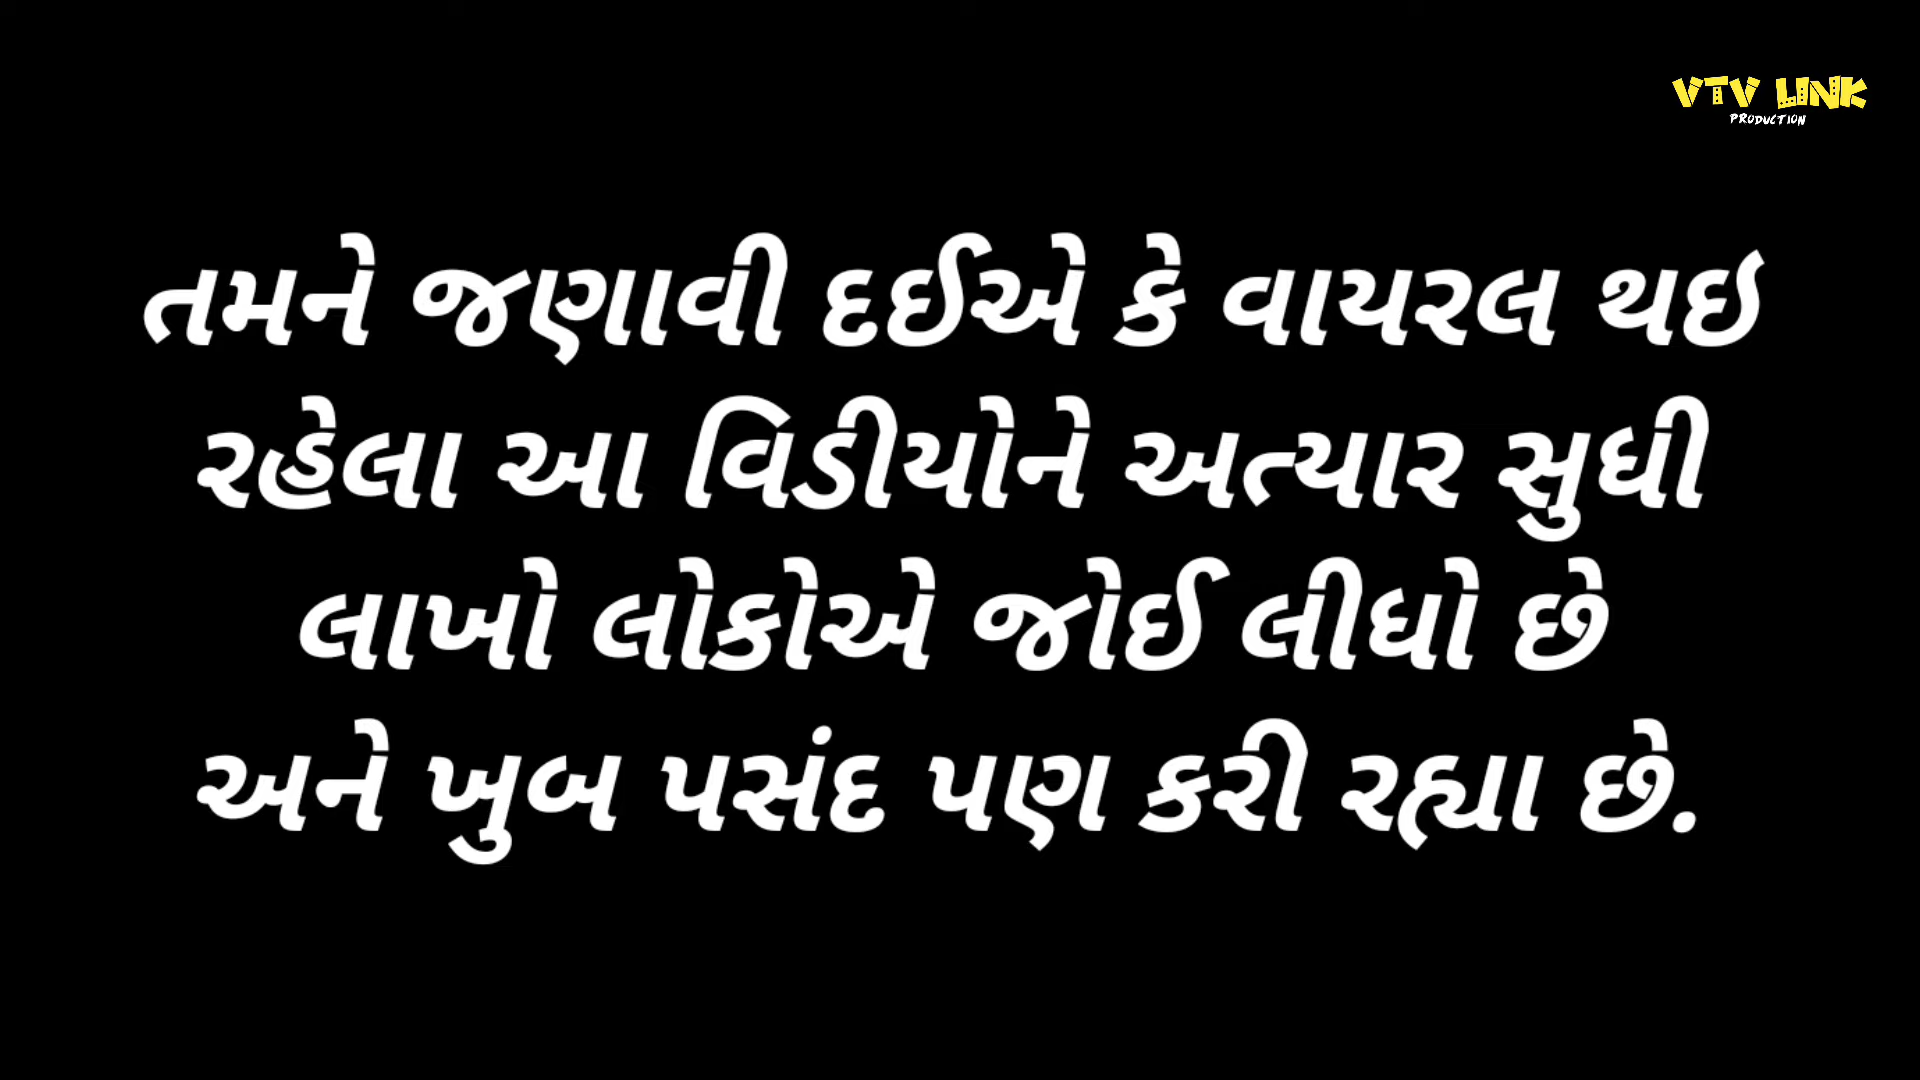 VTV LINK
PRODUCTION
તમને જણાવી દઈએ કે વાયરલ થઇ
રહેલા આ વિડીયોને અત્યાર સુધી
લાખો લોકોએ જોઈ લીધો છે
અને ખુબ પસંદ પણ કરી રહ્યા છે.